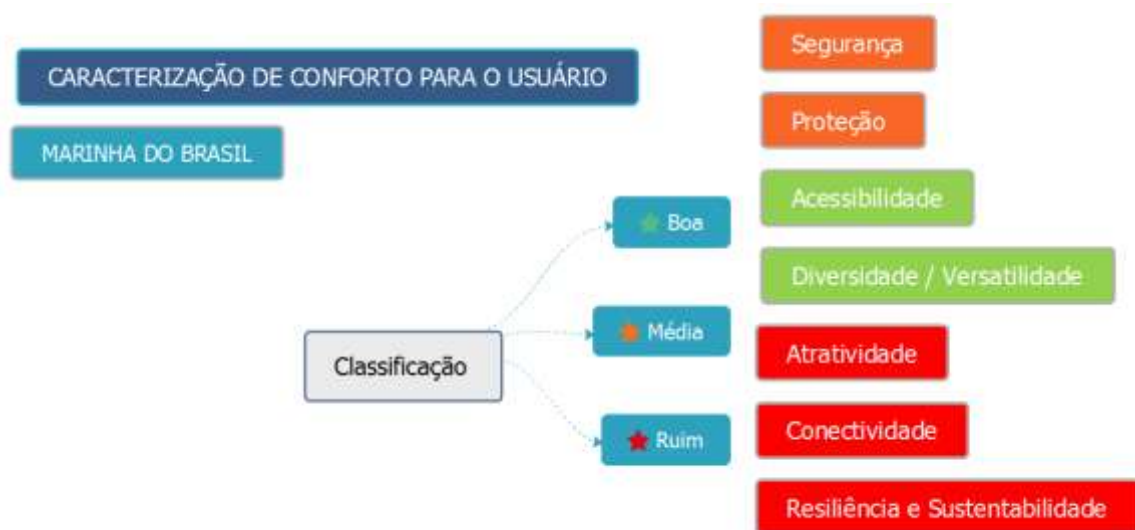 CARACTERIZAÇÃO DE CONFORTO PARA O USUÁRIO
MARINHA DO BRASIL
Classificação
Boa
Média
Ruim
Segurança
Proteção
Acessibilidade
Diversidade / Versatilidade
Atratividade
Conectividade
Resiliência e Sustentabilidade